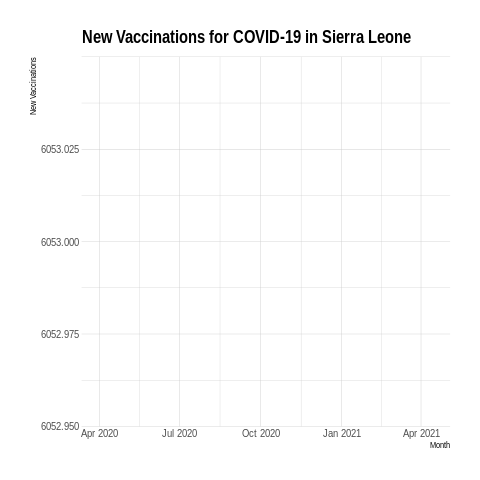 New Vaccinations for COVID-19 in Sierra Leone
New Vaccinations
6053.025
6053.000
6052.975
6052.950
Apr 2020 Jul 2020 Oct 2020 Jan 2021 Apr 2021
Month